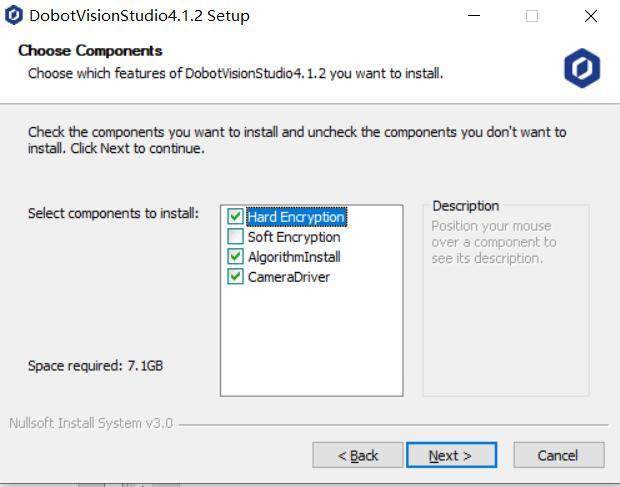 DobotVisionStudio4.1.2 Setup
Choose Components
Choose which features of DobotVisionStudio4.1.2 you want to install.
Check the components you want to install and uncheck the components you don't want to
install. Click Next to continue.
Select components to install:
Hard Encryption
Soft Encryption
AlgorithmInstall
CameraDriver
Description
Position your mouse
over a component to
see its description.
Space required: 7.1GB
Nullsoft Install System v3.0
< Back
Next >
Cancel